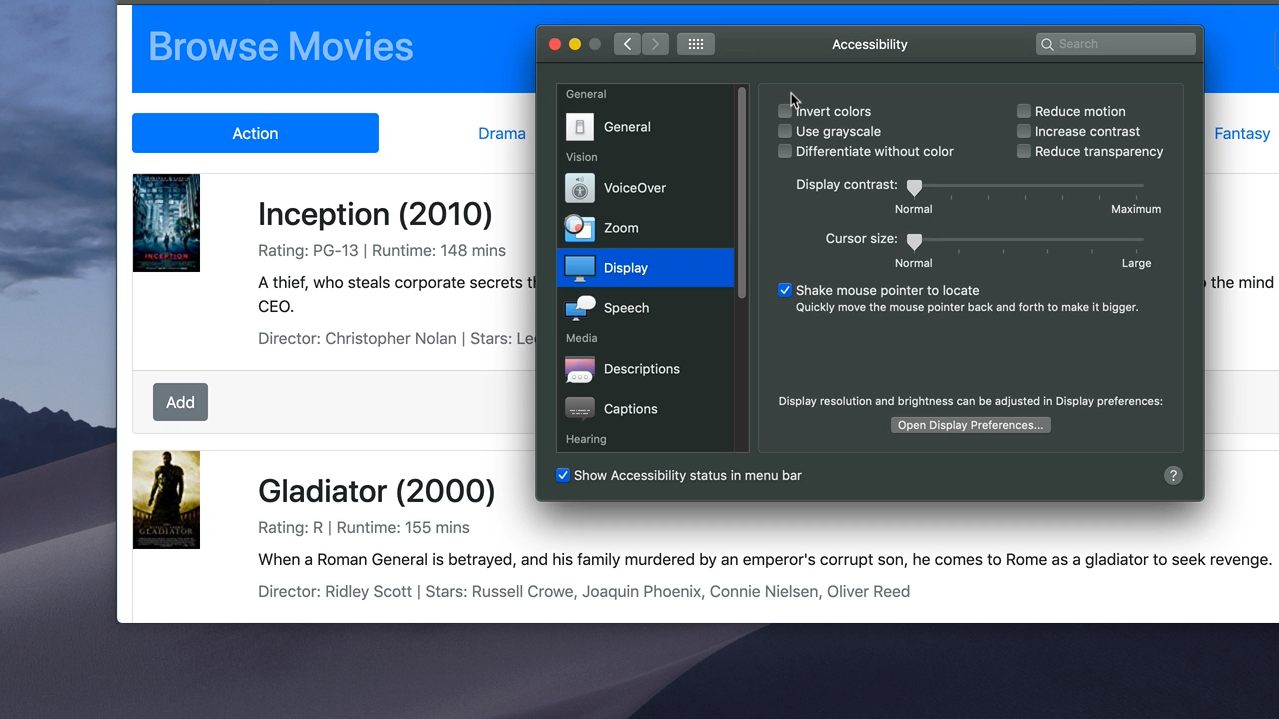 Browse Movies
Action
Drama
Fantasy
Inception (2010)
Rating: PG-13 | Runtime: 148 mins
A thief, who steals corporate secrets
the mind
CEO.
Director: Christopher Nolan | Stars:
INCEPTION
Add
Gladiator (2000)
Rating: R | Runtime: 155 mins
When a Roman General is betrayed, and his family murdered by an emperor's corrupt son, he comes to Rome as a gladiator to seek revenge.
Director: Ridley Scott | Stars: Russell Crowe, Joaquin Phoenix, Connie Nielsen, Oliver Reed
GLADIATOR
Accessibility
Search
General
General
Vision
VoiceOver
Zoom
Display
Speech
Media
Descriptions
Captions
Hearing
Invert colors
Use grayscale
Differentiate without color
Reduce motion
Increase contrast
Reduce transparency
Display contrast:
Normal
Maximum
Cursor size:
Normal
Large
Shake mouse pointer to locate
Quickly move the mouse pointer back and forth to make it bigger.
Display resolution and brightness can be adjusted in Display preferences:
Open Display Preferences...
Show Accessibility status in menu bar
?